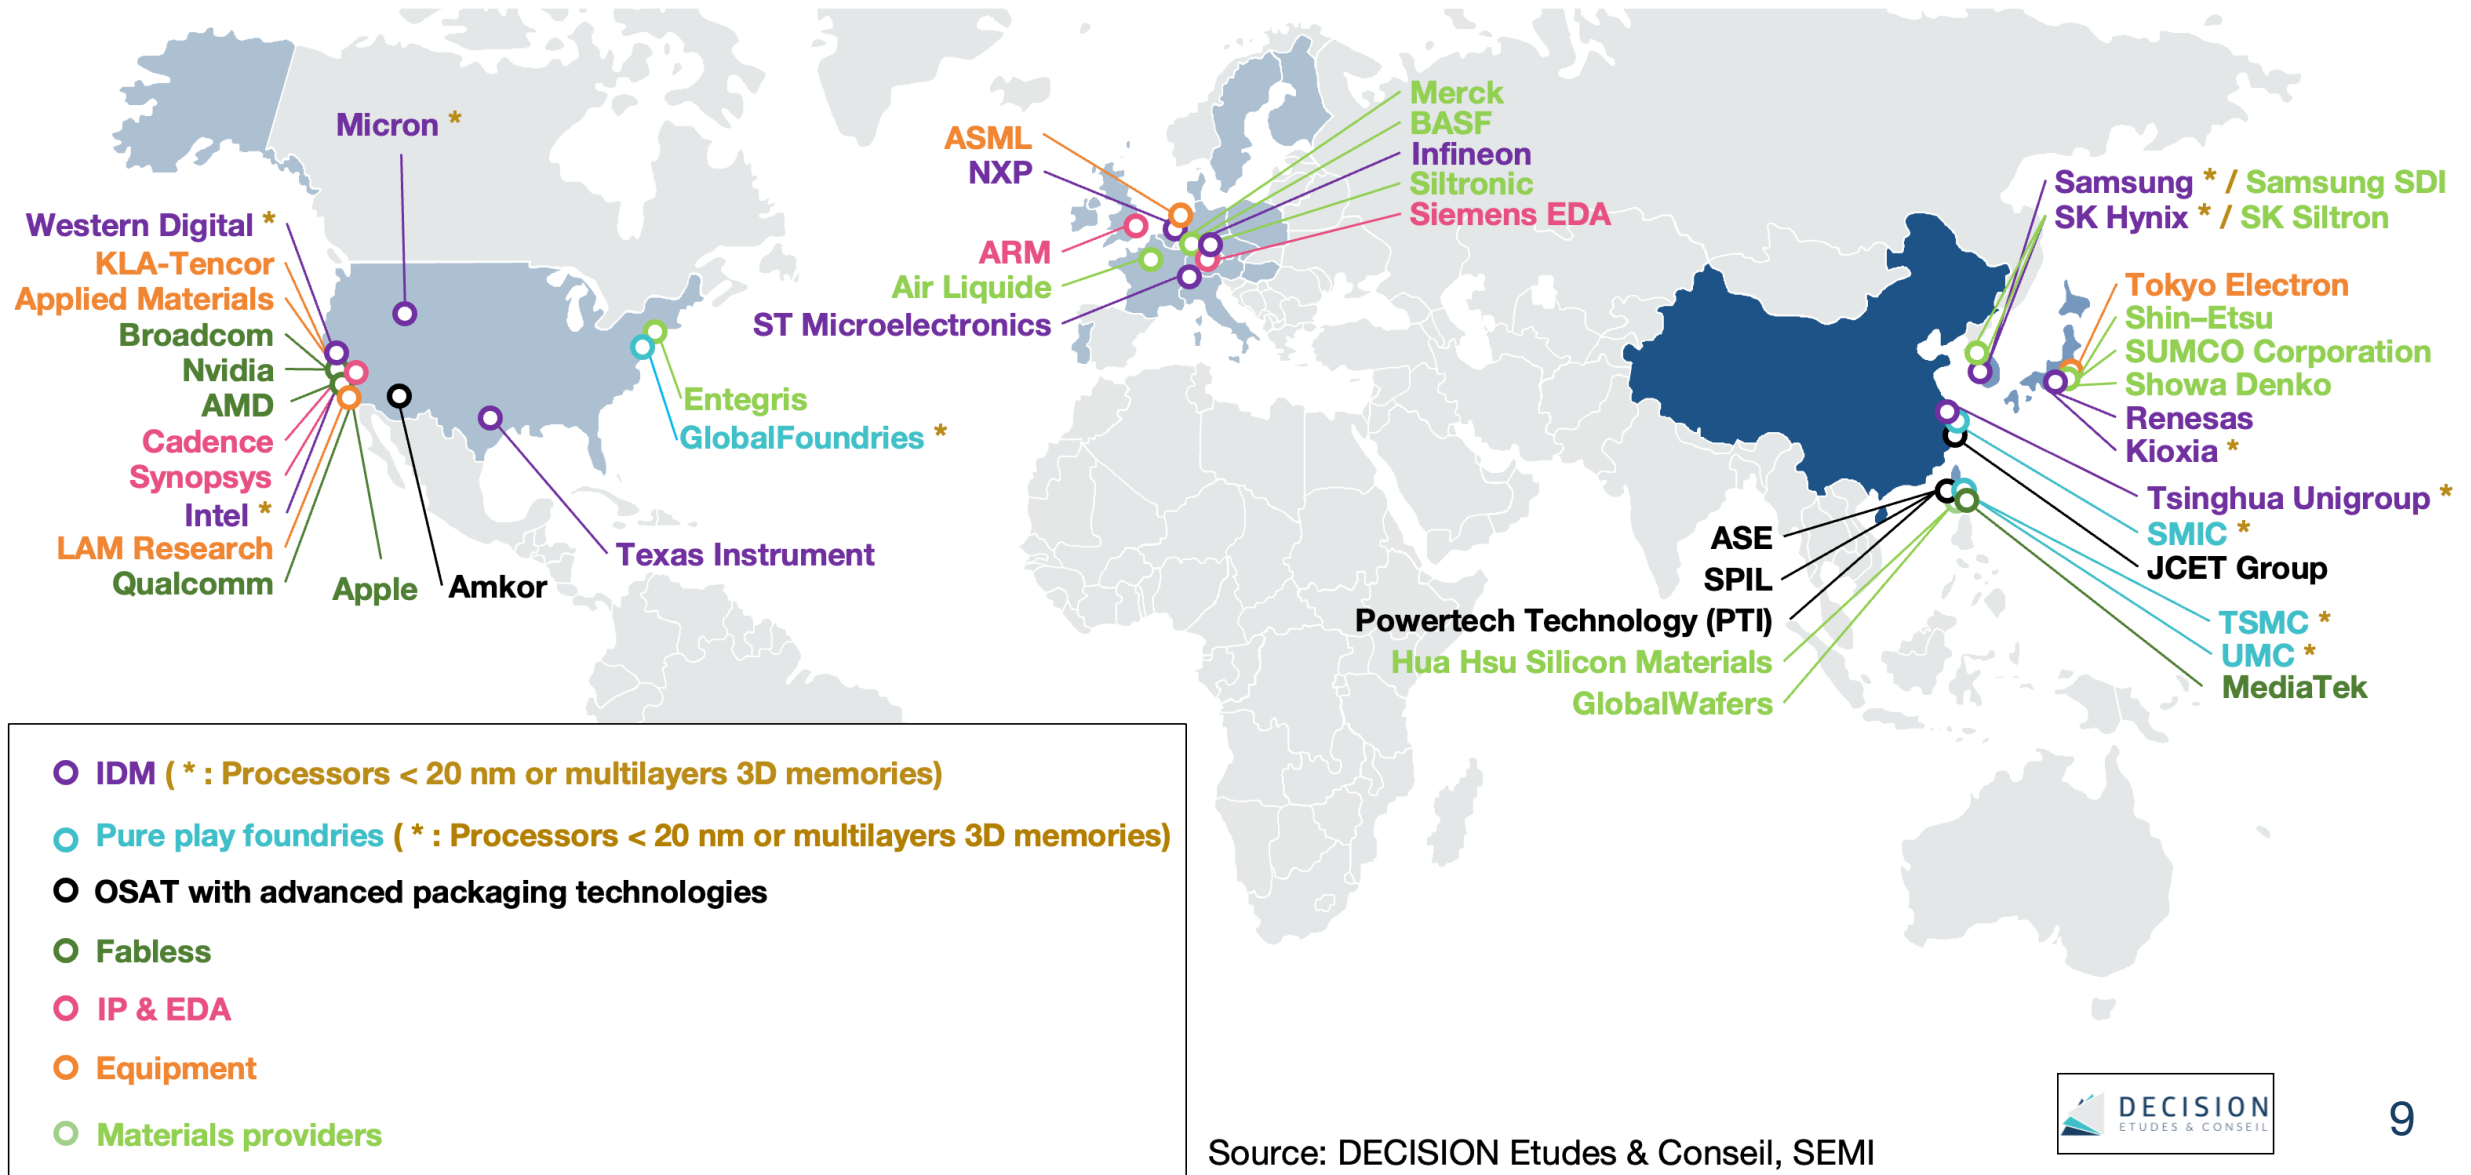 Micron *
Western Digital *
KLA-Tencor
Applied Materials
Broadcom
Nvidia
AMD
Cadence
Synopsys
Intel *
LAM Research
Qualcomm
Apple
Amkor
Texas Instrument
Entegris
GlobalFoundries *
ASML
NXP
ARM
Air Liquide
ST Microelectronics
Merck
BASF
Infineon
Siltronic
Siemens EDA
Samsung * / Samsung SDI
SK Hynix * / SK Siltron
Tokyo Electron
Shin–Etsu
SUMCO Corporation
Showa Denko
Renesas
Kioxia *
Tsinghua Unigroup *
SMIC *
JCET Group
TSMC *
UMC *
MediaTek
ASE
SPIL
Powertech Technology (PTI)
Hua Hsu Silicon Materials
GlobalWafers
IDM ( * : Processors < 20 nm or multilayers 3D memories)
Pure play foundries ( * : Processors < 20 nm or multilayers 3D memories)
OSAT with advanced packaging technologies
Fabless
IP & EDA
Equipment
Materials providers
Source: DECISION Etudes & Conseil, SEMI
DECISION
ETUDES & CONSEIL
9